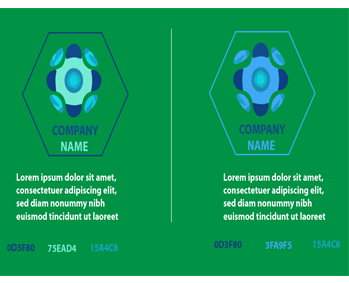 COMPANY
NAME
Lorem ipsum dolor sit amet,
consectetuer adipiscing elit,
sed diam nonummy nibh
euismod tincidunt ut laoreet
0D3F80 75EAD4 15A4C8
COMPANY
NAME
Lorem ipsum dolor sit amet,
consectetuer adipiscing elit,
sed diam nonummy nibh
euismod tincidunt ut laoreet
0D3F80 3FA9F5 15A4C8